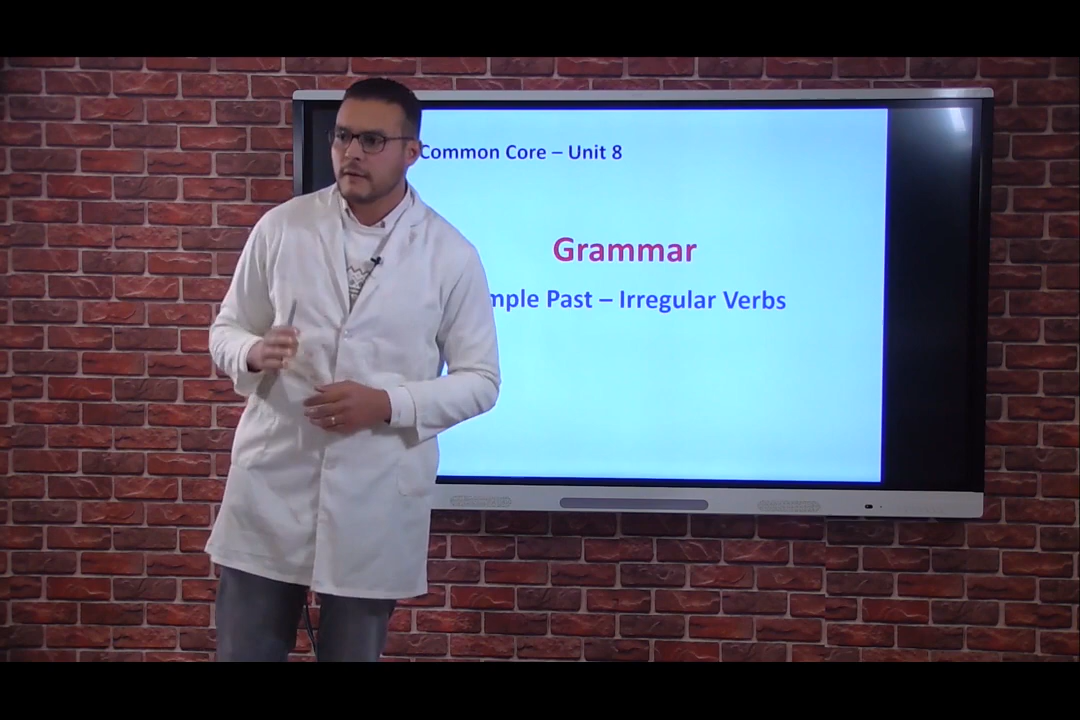 Common Core – Unit 8
Grammar
mple Past – Irregular Verbs